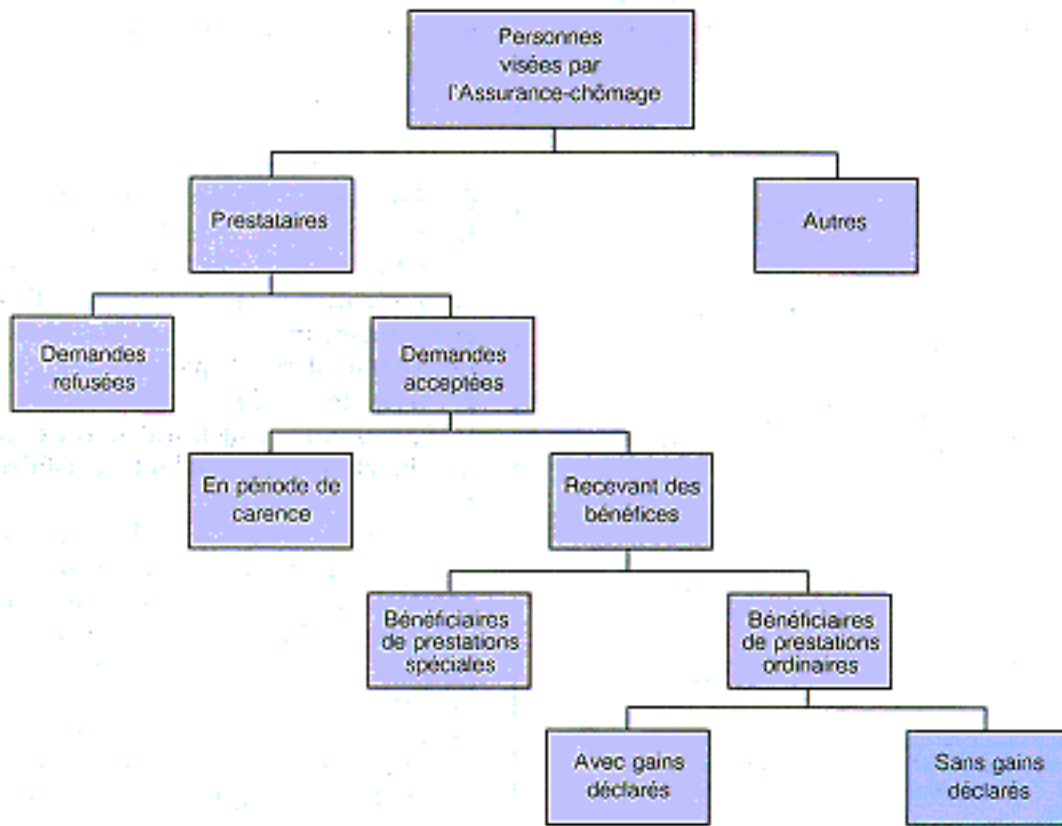 Personnes
visées par
l'Assurance-chômage
Prestataires
Autres
Demandes
refusées
Demandes
acceptées
En période de
carence
Recevant des
bénéfices
Bénéficiaires
de prestations
spéciales
Bénéficiaires
de prestations
ordinaires
Avec gains
déclarés
Sans gains
déclarés